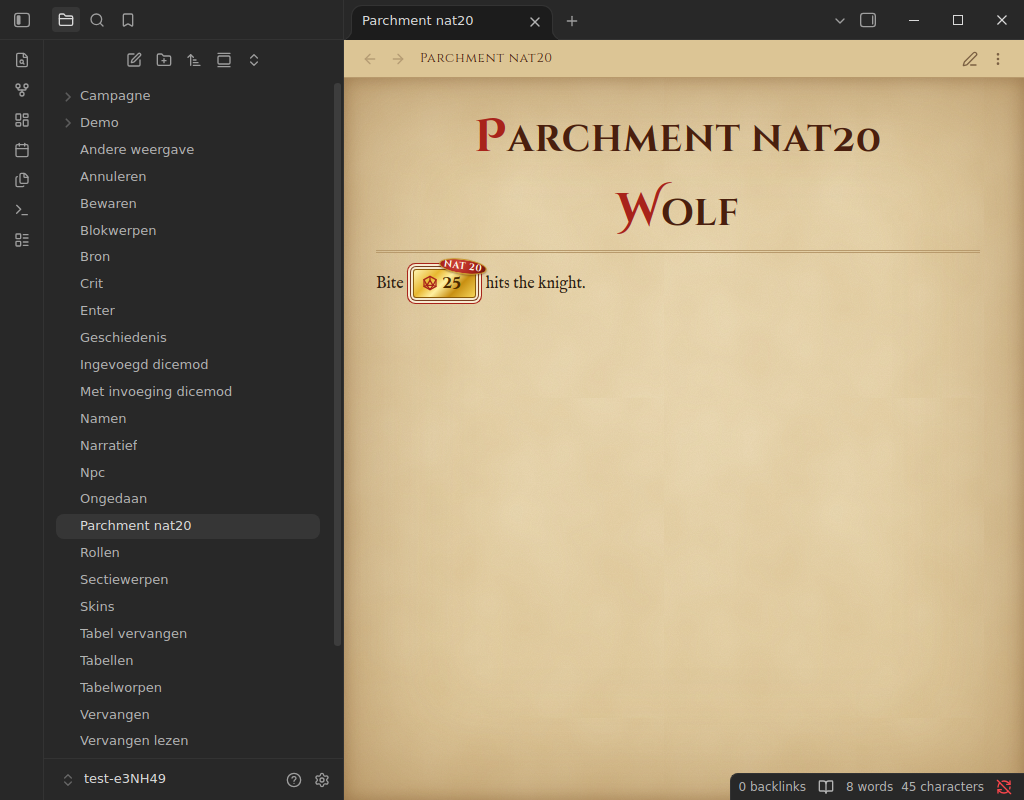 Parchment nat20
Parchment nat20
Campagne
Demo
Andere weergave
Annuleren
Bewaren
Blokwerpen
Bron
Crit
Enter
Geschiedenis
Ingevoegd dicemod
Met invoeging dicemod
Namen
Narratief
Npc
Ongedaan
Parchment nat20
Rollen
Sectiewerpen
Skins
Tabel vervangen
Tabellen
Tabelworpen
Vervangen
Vervangen lezen
test-e3NH49
Parchment nat20
Wolf
NAT 20
Bite 25 hits the knight.
0 backlinks 8 words 45 characters